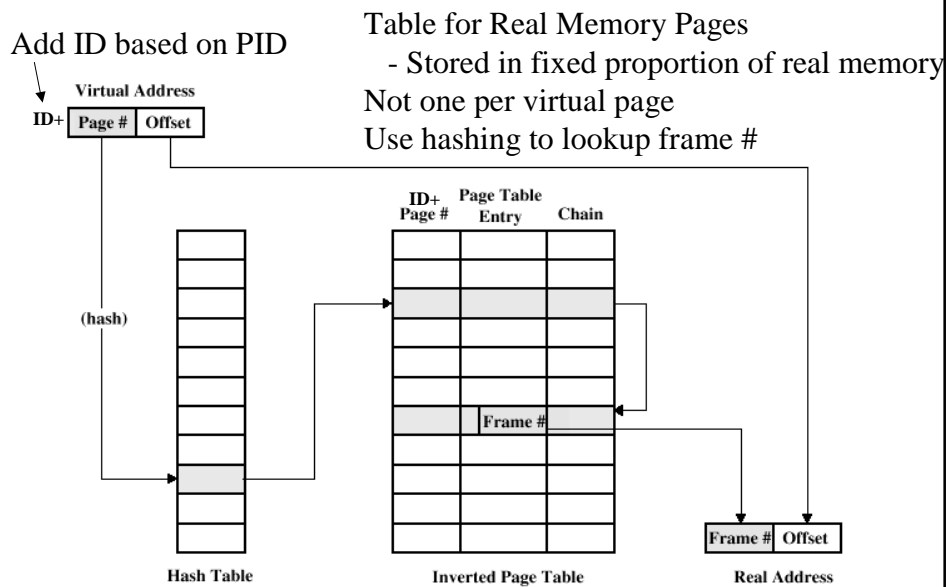 Table for Real Memory Pages
- Stored in fixed proportion of real memory
Not one per virtual page
Use hashing to lookup frame #
Add ID based on PID
Virtual Address
ID+ Page # Offset
(hash)
ID+
Page #
Page Table
Entry
Chain
Frame #
Frame # Offset
Hash Table
Inverted Page Table
Real Address